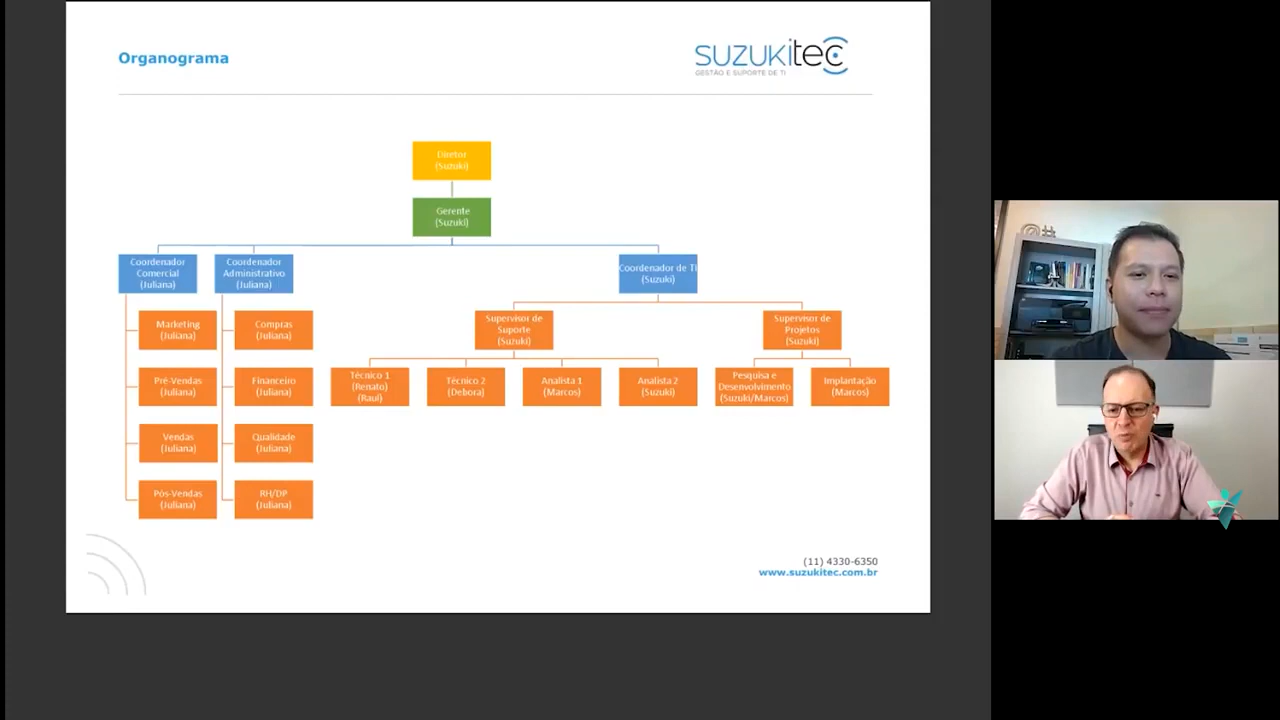 Organograma
SUZUKItec
GESTÃO E SUPORTE DE TI
Diretor
(Suzuki)
Gerente
(Suzuki)
Coordenador
Comercial
(Juliana)
Coordenador
Administrativo
(Juliana)
Coordenador de TI
(Suzuki)
Marketing
(Juliana)
Compras
(Juliana)
Supervisor de
Suporte
(Suzuki)
Supervisor de
Projetos
(Suzuki)
Pré-Vendas
(Juliana)
Financeiro
(Juliana)
Técnico 1
(Renato)
(Raul)
Técnico 2
(Debora)
Analista 1
(Marcos)
Analista 2
(Suzuki)
Pesquisa e
Desenvolvimento
(Suzuki/Marcos)
Implantação
(Marcos)
Vendas
(Juliana)
Qualidade
(Juliana)
Pós-Vendas
(Juliana)
RH/DP
(Juliana)
(11) 4330-6350
www.suzukitec.com.br
@#